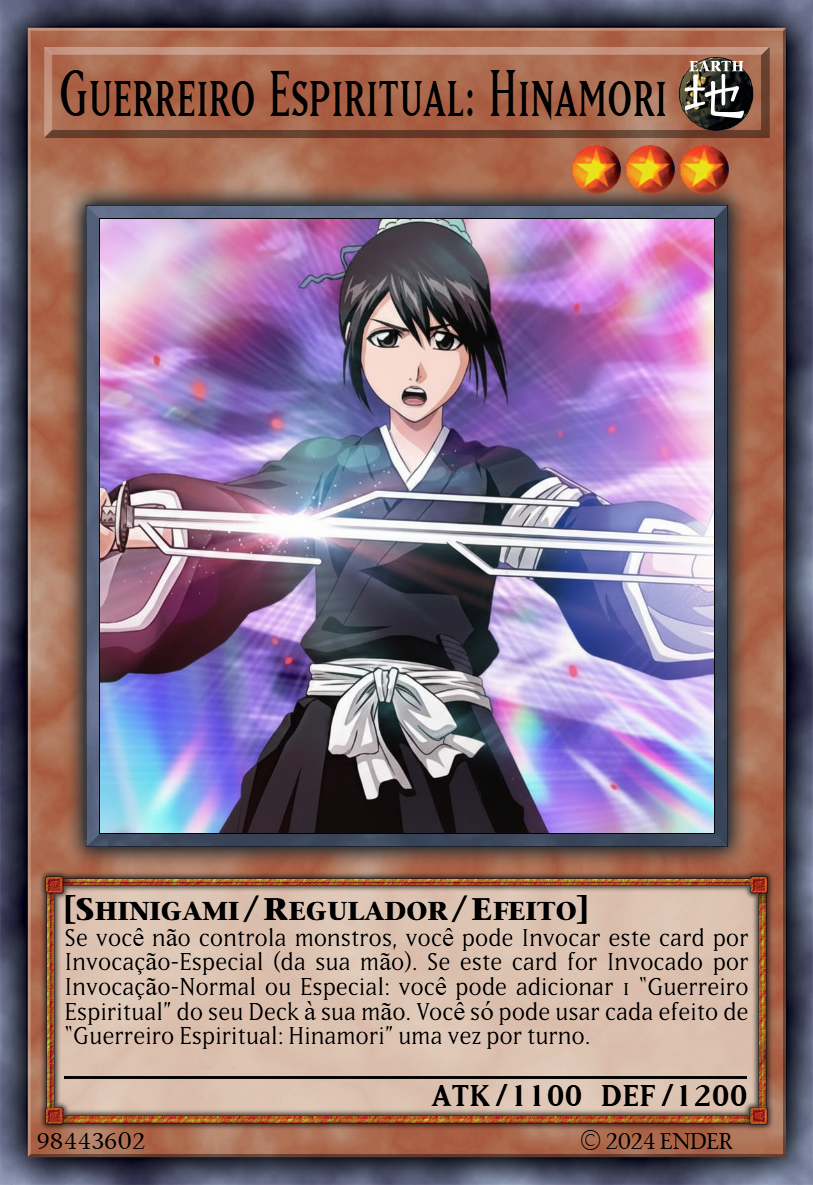 Guerreiro Espiritual: Hinamori
EARTH
地
[Shinigami/Regulador/Efeito]
Se você não controla monstros, você pode Invocar este card por
Invocação-Especial (da sua mão). Se este card for Invocado por
Invocação-Normal ou Especial: você pode adicionar 1 “Guerreiro
Espiritual” do seu Deck à sua mão. Você só pode usar cada efeito de
“Guerreiro Espiritual: Hinamori” uma vez por turno.
ATK/1100 DEF/1200
98443602
© 2024 ENDER